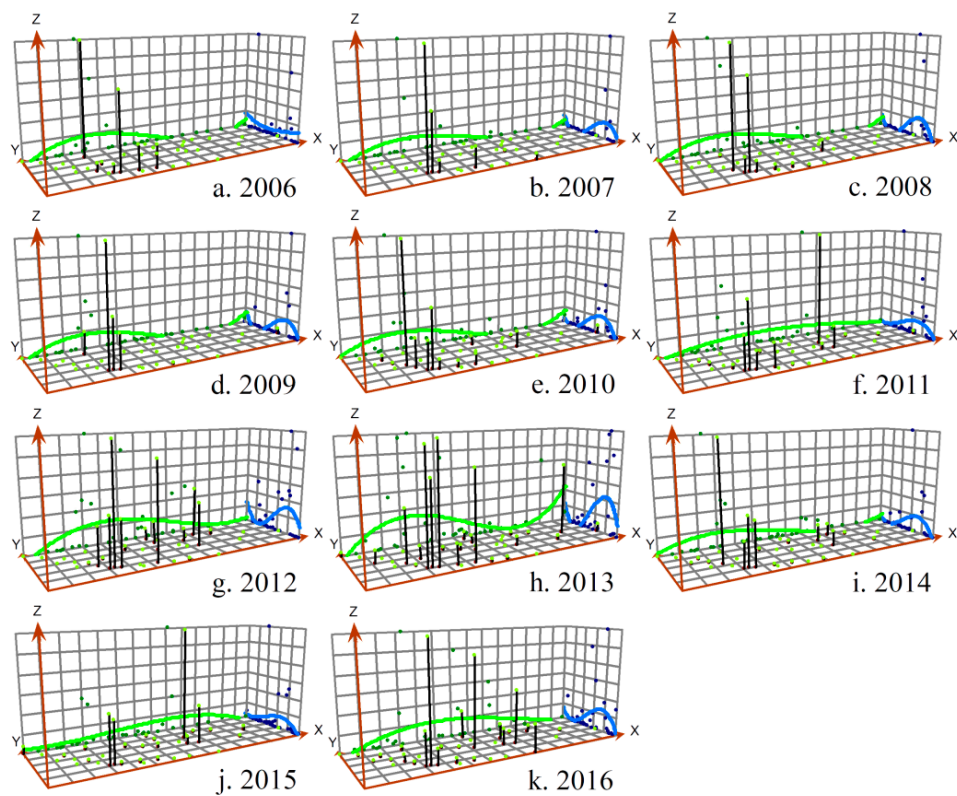 Z
Z
Z
Y
X
Y
X
Y
X
a. 2006
b. 2007
c. 2008
Z
Z
Z
Y
X
Y
X
Y
X
d. 2009
e. 2010
f. 2011
Z
Z
Z
Y
X
Y
X
Y
X
g. 2012
h. 2013
i. 2014
Z
Z
Y
X
Y
X
j. 2015
k. 2016